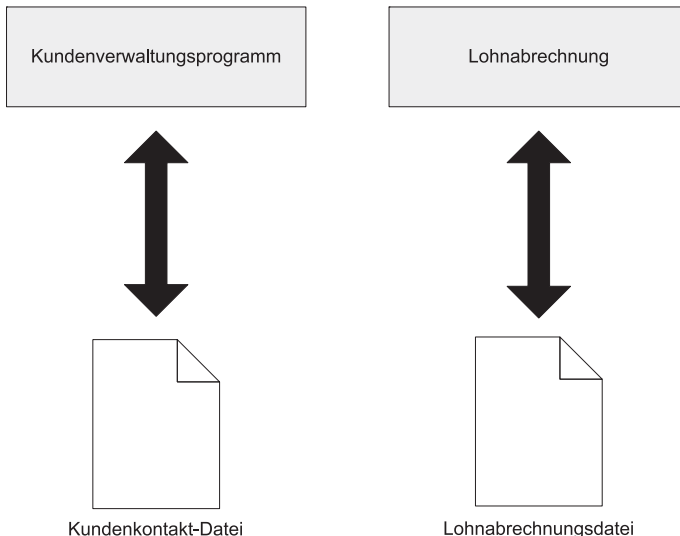 Kundenverwaltungsprogramm
Lohnabrechnung
Kundenkontakt-Datei
Lohnabrechnungsdatei